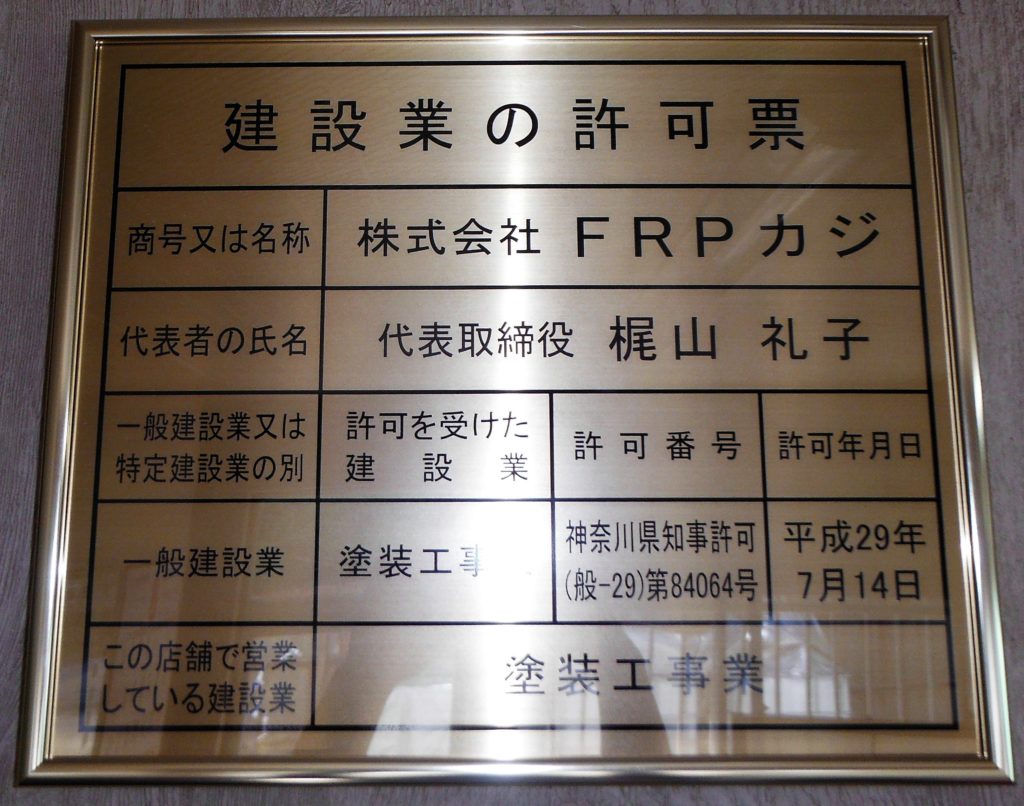 建設業の許可票
商号又は名称 株式会社 FRPカジ
代表者の氏名 代表取締役 梶山 礼子
一般建設業又は
特定建設業の別
許可を受けた
建設業
許可番号
許可年月日
一般建設業
塗装工事
神奈川県知事許可
(般-29)第84064号
平成29年
7月14日
この店舗で営業
している建設業
塗装工事業